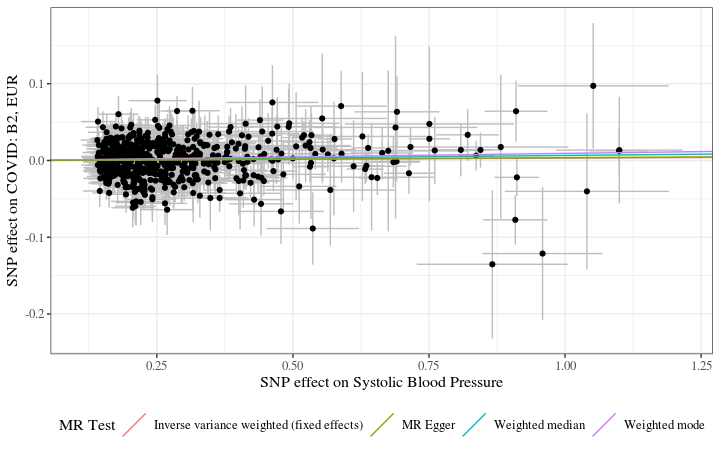 SNP effect on COVID: B2, EUR
0.1
0.0
-0.1
-0.2
0.25 0.50 0.75 1.00 1.25
SNP effect on Systolic Blood Pressure
MR Test Inverse variance weighted (fixed effects) MR Egger Weighted median Weighted mode